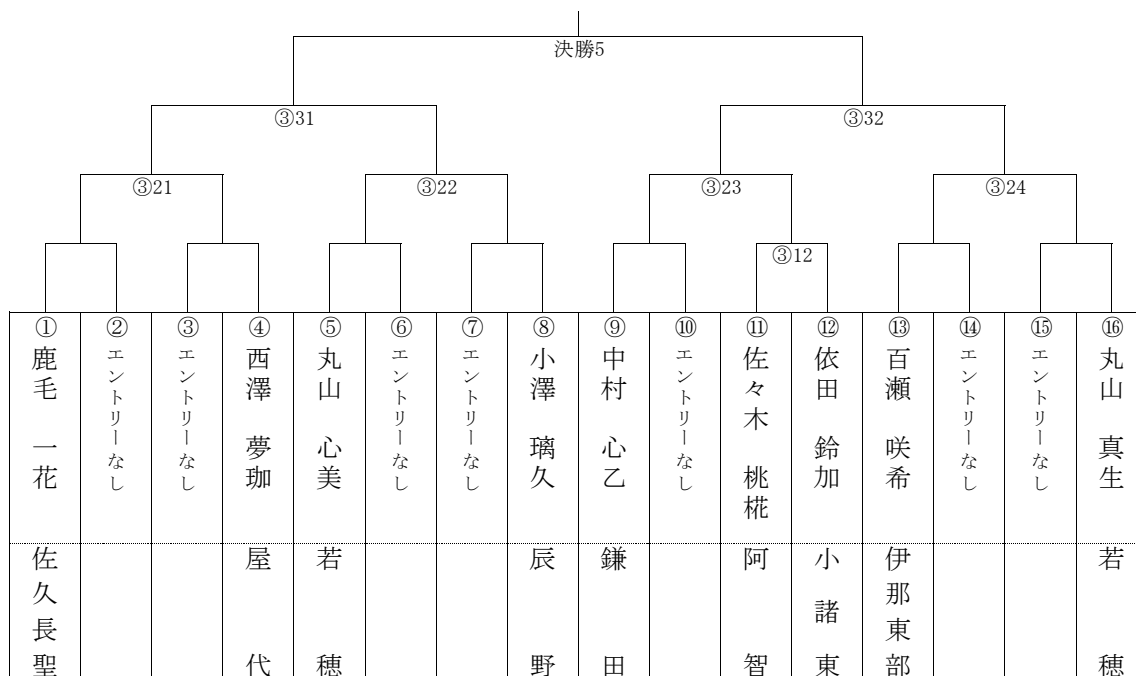 決勝5
③31
③32
③21
③22
③23
③24
③12
①
②
③
④
⑤
⑥
⑦
⑧
⑨
⑩
⑪
⑫
⑬
⑭
⑮
⑯
鹿毛 一花
エントリーなし
エントリーなし
西澤 夢珈
丸山 心美
エントリーなし
エントリーなし
小澤 璃久
中村 心乙
エントリーなし
佐々木 桃椛
依田 鈴加
百瀬 咲希
エントリーなし
エントリーなし
丸山 真生
佐久長聖
屋代
若穂
辰野
鎌田
阿智
小諸東
伊那東部
若穂